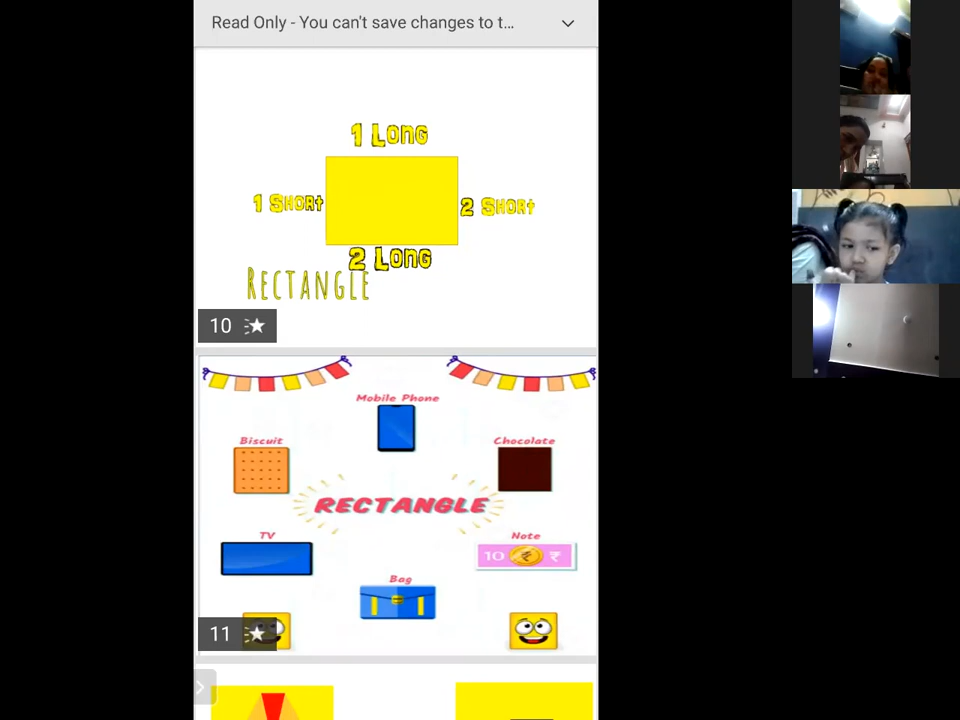 Read Only - You can't save changes to t...
1 Long
1 Short
2 Short
2 Long
Rectangle
10
Mobile Phone
Biscuit
Chocolate
RECTANGLE
TV
Note
10 ₹ ₹
Bag
11